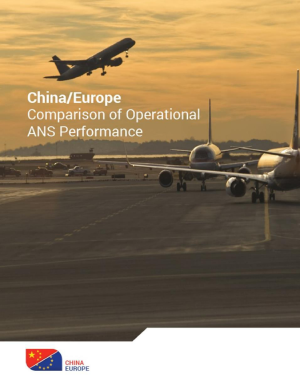 China/Europe
Comparison of Operational
ANS Performance
CHINA
EUROPE